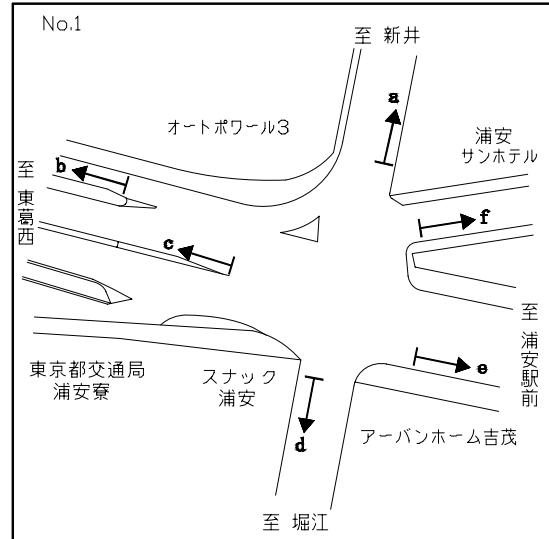 No.1
至 新井
a
オートポワール3
浦安
サンホテル
至 東葛西
b
f
c
e
至 浦安駅前
東京都交通局
浦安寮
スナック
浦安
d
アーバンホーム吉茂
至 堀江